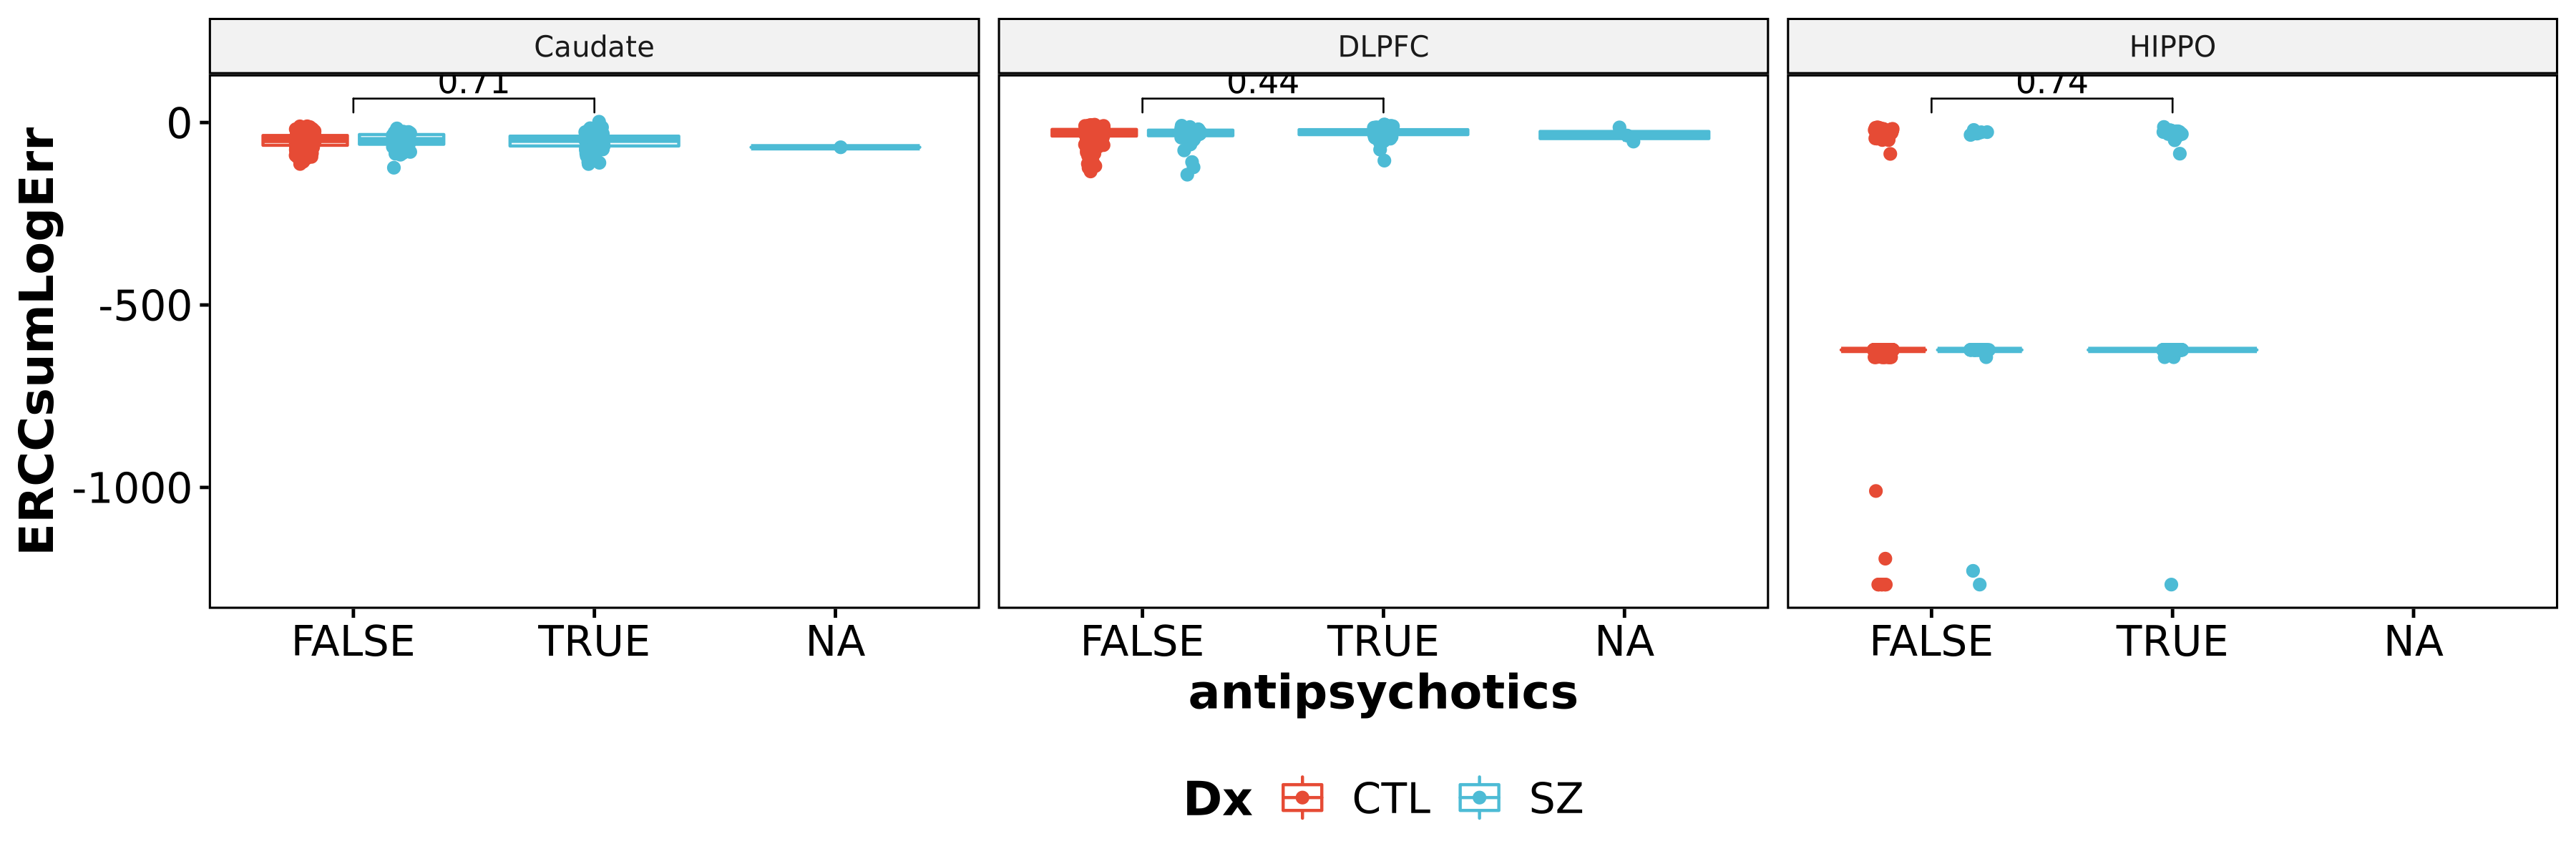 Caudate DLPFC HIPPO
0.71 0.44 0.74
0
-500
-1000
ERCCsumLogErr
FALSE TRUE NA FALSE TRUE NA FALSE TRUE NA
antipsychotics
Dx CTL SZ